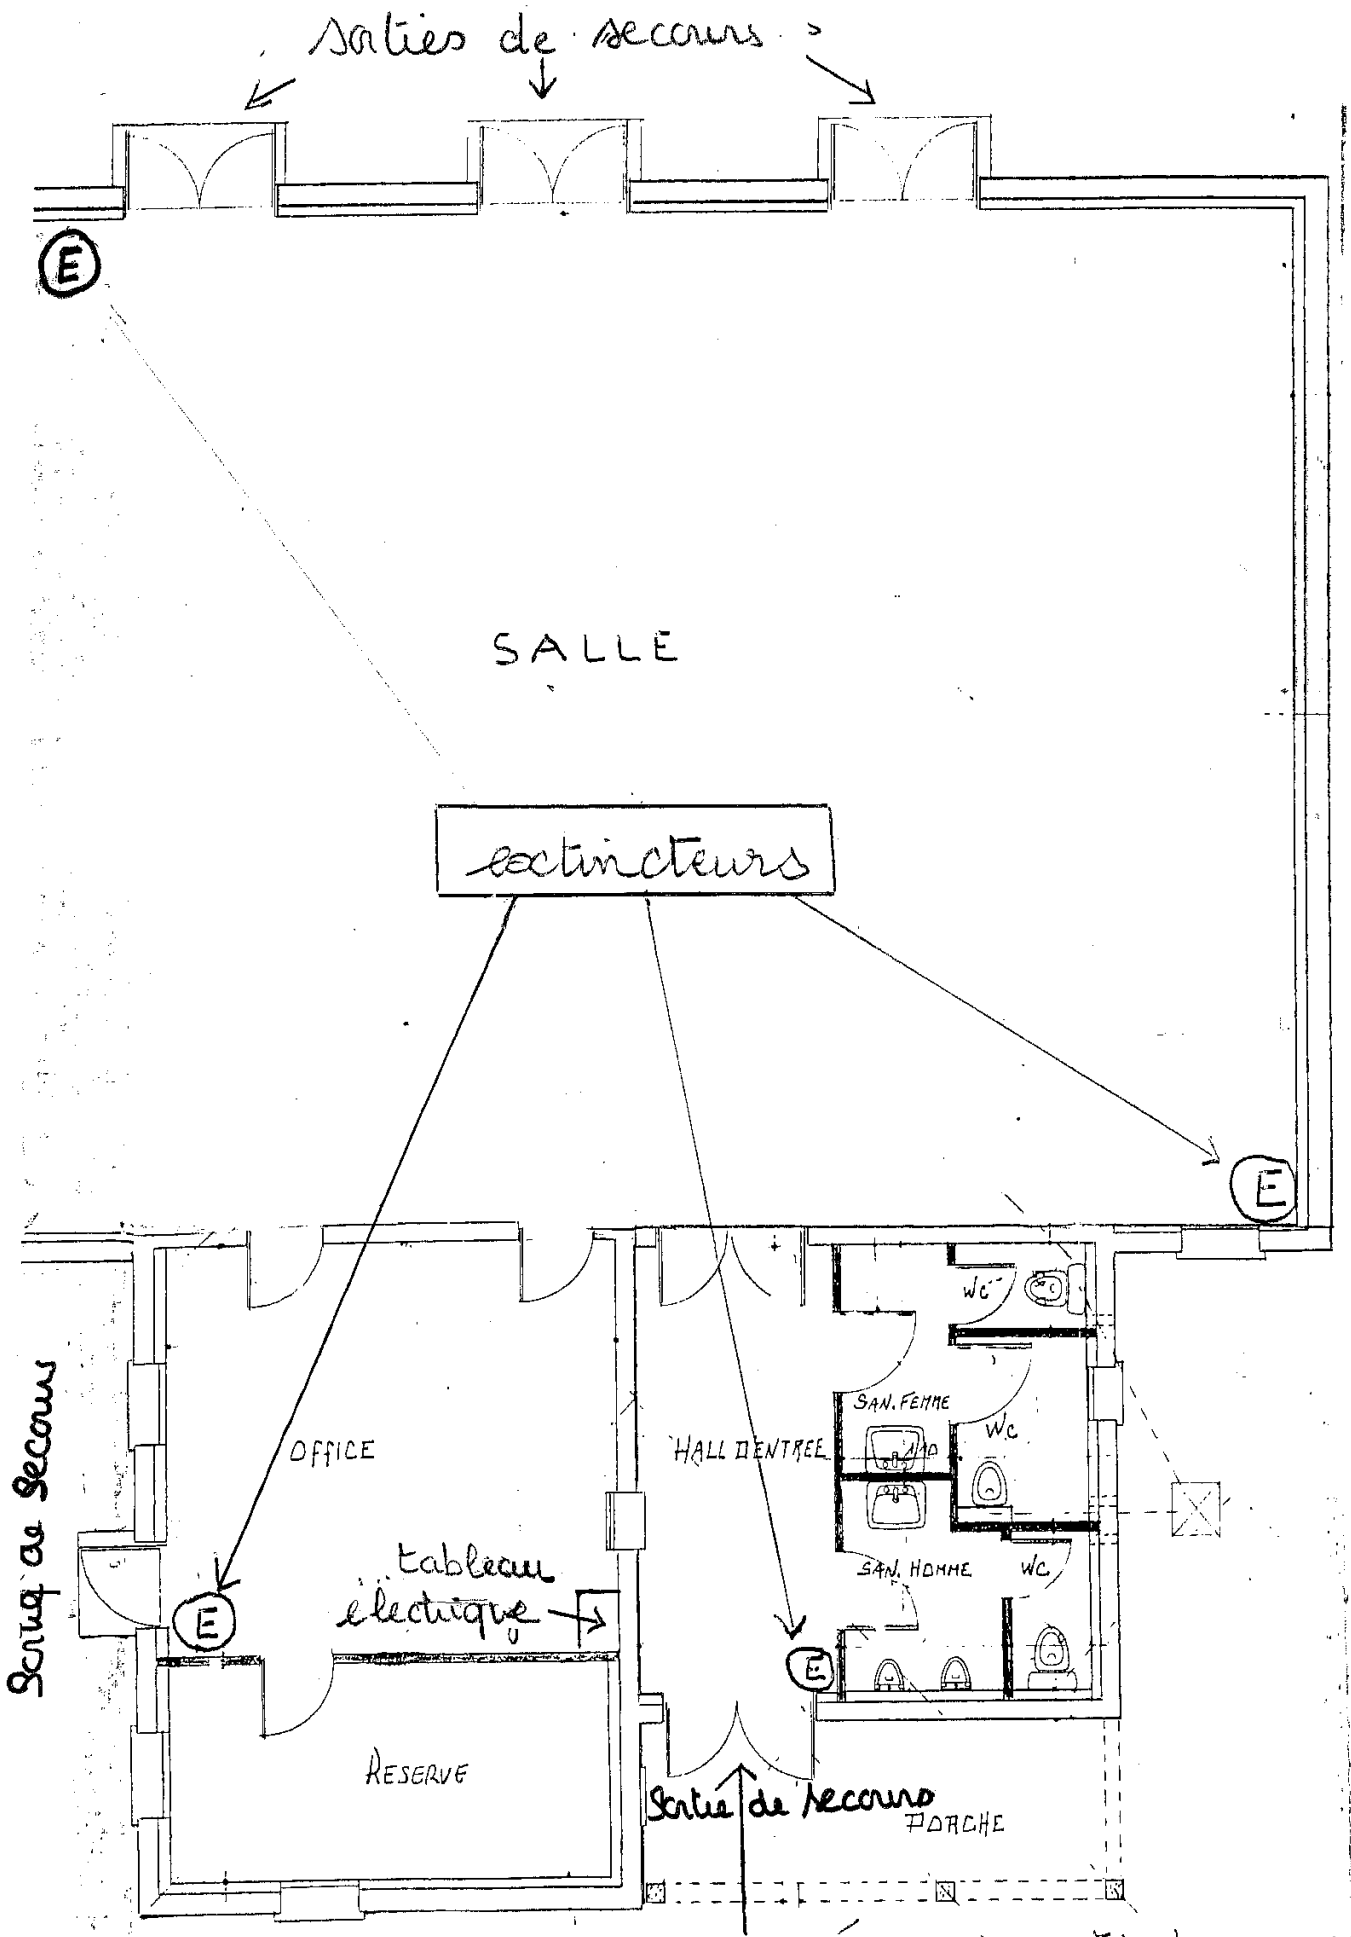 sorties de secours
E
SALLE
extincteurs
E
WC
SAN. FEMME
WC
OFFICE
HALL D'ENTREE
110
tableau
électrique
SAN. HOMME
WC
Sortie de Secours
E
E
RESERVE
Sortie de secours
PORCHE